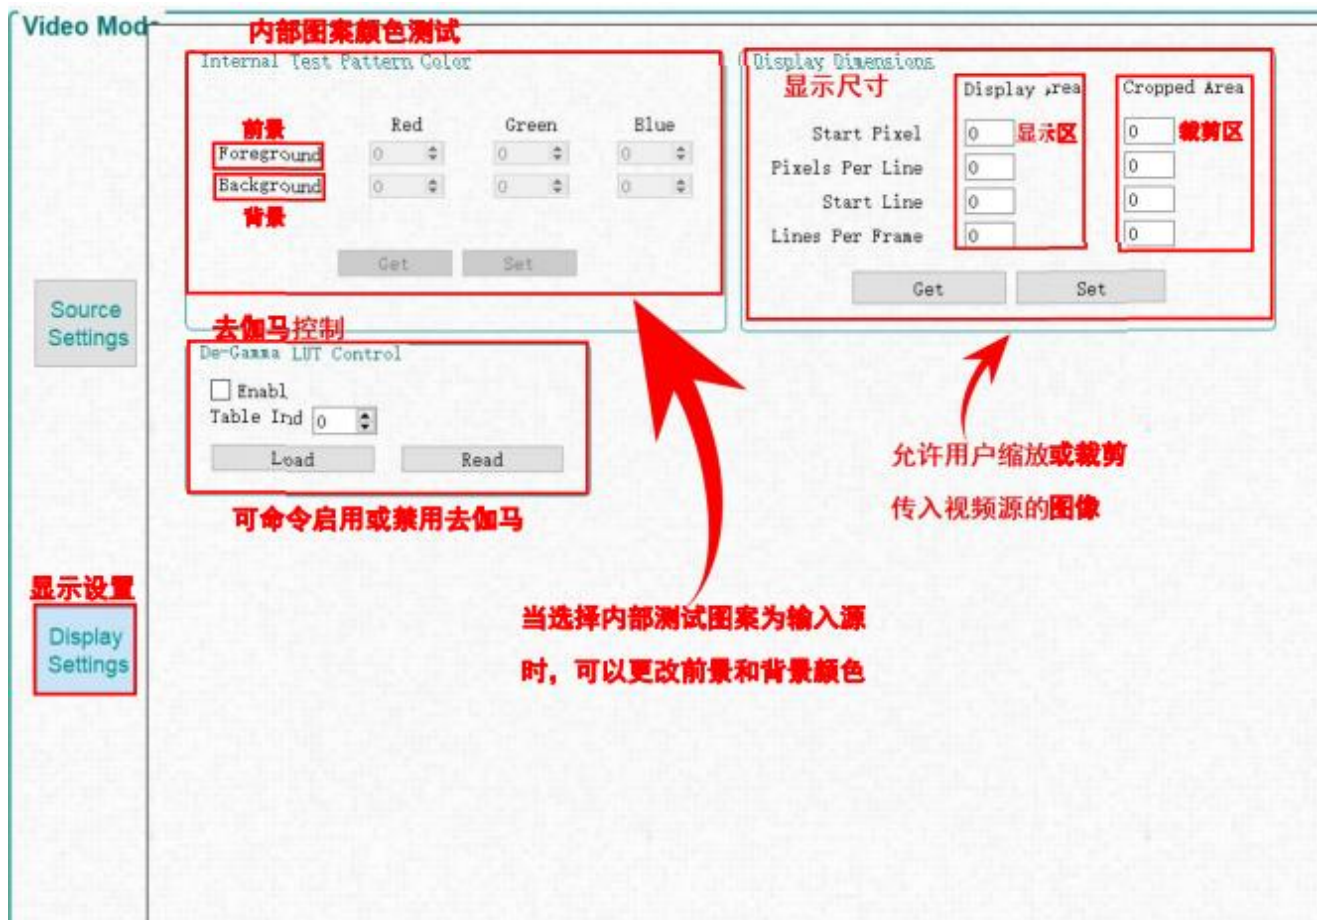 Video Mod
内部图案颜色测试
Internal Test Pattern Color
前景
Red Green Blue
Foreground 0 0 0
Background 0 0 0
背景
Get Set
Display Dimensions
显示尺寸
Display Area Cropped Area
Start Pixel 0 显示区 0 裁剪区
Pixels Per Line 0 0
Start Line 0 0
Lines Per Frame 0 0
Get Set
Source
Settings
去伽马控制
De-Gamma LUT Control
Enabl
Table Ind 0
Load Read
可命令启用或禁用去伽马
允许用户缩放或裁剪
传入视频源的图像
显示设置
Display
Settings
当选择内部测试图案为输入源
时，可以更改前景和背景颜色